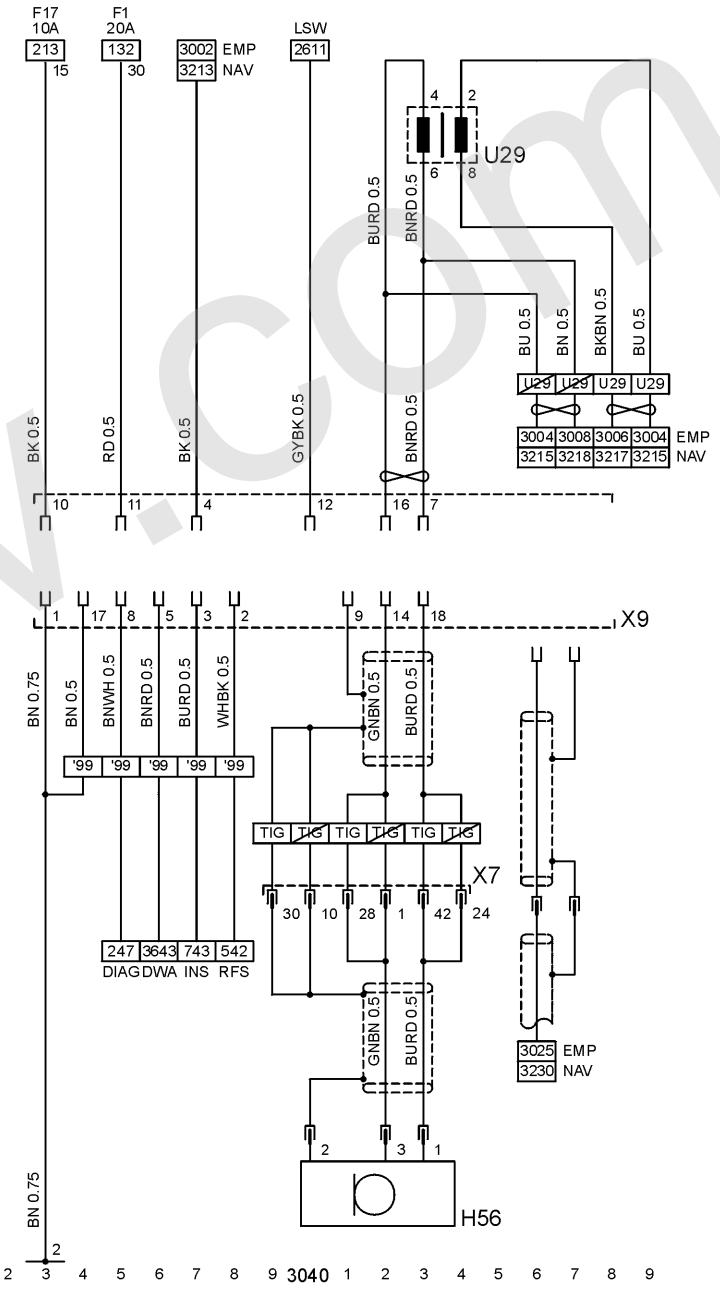 F17 F1 LSW
10A 20A
213 132 3002 EMP 2611
15 30 3213 NAV
4 2
U29
6 8
BURD 0.5 BNRD 0.5
BU 0.5 BN 0.5 BKBN 0.5 BU 0.5
U29 U29 U29 U29
BK 0.5 RD 0.5 BK 0.5 GYBK 0.5 BNRD 0.5
3004 3008 3006 3004 EMP
3215 3218 3217 3215 NAV
10 11 4 12 16 7
1 17 8 5 3 2 9 14 18 X9
BN 0.75 BN 0.5 BNWH 0.5 BNRD 0.5 BURD 0.5 WHBK 0.5 GNBN 0.5 BURD 0.5
'99 '99 '99 '99 '99
TIG TIG TIG TIG TIG TIG
X7
30 10 28 1 42 24
247 3643 743 542
DIAG DWA INS RFS
GNBN 0.5 BURD 0.5
3025 EMP
3230 NAV
2 3 1
BN 0.75
H56
2
2 3 4 5 6 7 8 9 3040 1 2 3 4 5 6 7 8 9
v.com